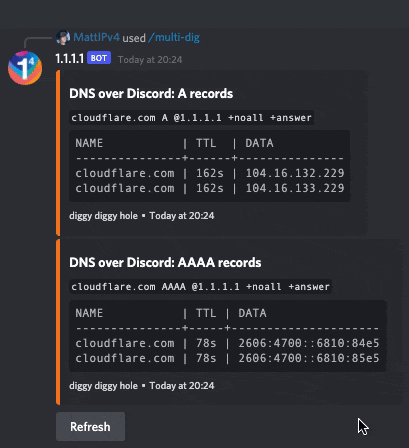 MattIPv4 used /multi-dig
1⁴
1.1.1.1 BOT Today at 20:24
DNS over Discord: A records
cloudflare.com A @1.1.1.1 +noall +answer
NAME | TTL | DATA
---------------+------+---------------
cloudflare.com | 162s | 104.16.132.229
cloudflare.com | 162s | 104.16.133.229
diggy diggy hole • Today at 20:24
DNS over Discord: AAAA records
cloudflare.com AAAA @1.1.1.1 +noall +answer
NAME | TTL | DATA
---------------+-----+---------------------
cloudflare.com | 78s | 2606:4700::6810:84e5
cloudflare.com | 78s | 2606:4700::6810:85e5
diggy diggy hole • Today at 20:24
Refresh